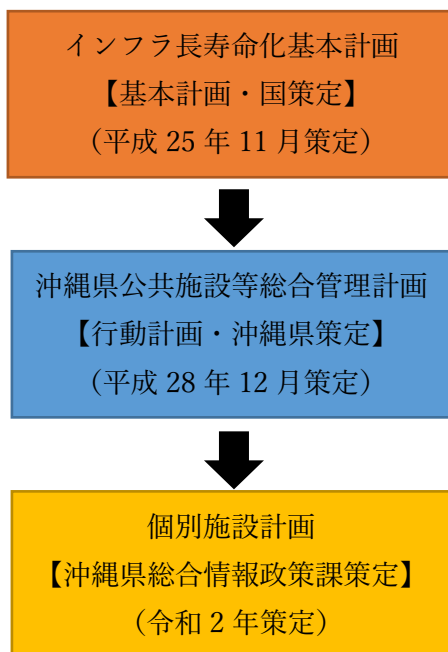 インフラ長寿命化基本計画
【基本計画・国策定】
（平成 25 年 11 月策定）
沖縄県公共施設等総合管理計画
【行動計画・沖縄県策定】
（平成 28 年 12 月策定）
個別施設計画
【沖縄県総合情報政策課策定】
（令和 2 年策定）